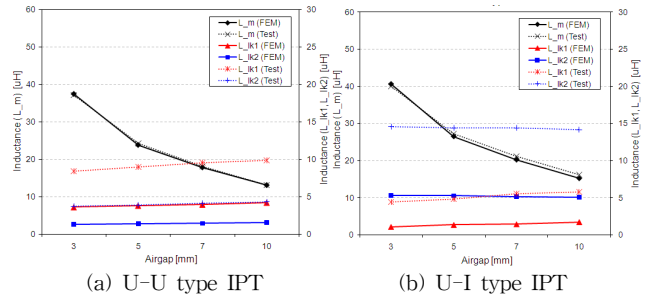 (a) U-U type IPT
Inductance (L_m) [uH]
60
50
40
30
20
10
0
L_m (FEM)
L_m (Test)
L_lk1 (FEM)
L_lk2 (FEM)
L_lk1 (Test)
L_lk2 (Test)
30
25
20
15
10
5
0
Inductance (L_lk1, L_lk2) [uH]
3
5
7
10
Airgap [mm]
(b) U-I type IPT
Inductance (L_m) [uH]
60
50
40
30
20
10
0
L_m (FEM)
L_m (Test)
L_lk1 (FEM)
L_lk2 (FEM)
L_lk1 (Test)
L_lk2 (Test)
30
25
20
15
10
5
0
Inductance (L_lk1, L_lk2) [uH]
3
5
7
10
Airgap [mm]